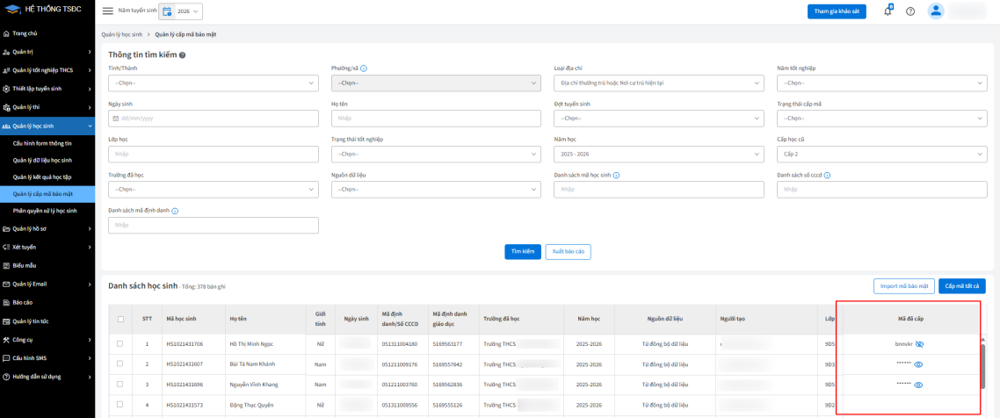 HỆ THỐNG TSĐC
Năm tuyển sinh 2026
Tham gia khảo sát
Trang chủ
Quản trị
Quản lý tốt nghiệp THCS
Thiết lập tuyển sinh
Quản lý thi
Quản lý học sinh
Cấu hình form thông tin
Quản lý dữ liệu học sinh
Quản lý kết quả học tập
Quản lý cấp mã bảo mật
Phân quyền xử lý học sinh
Quản lý hồ sơ
Xét tuyển
Biểu mẫu
Quản lý Email
Báo cáo
Quản lý tin tức
Công cụ
Cấu hình SMS
Hướng dẫn sử dụng
Quản lý học sinh > Quản lý cấp mã bảo mật
Thông tin tìm kiếm
Tỉnh/Thành Phường/xã Loại địa chỉ Năm tốt nghiệp
--Chọn-- --Chọn-- Địa chỉ thường trú hoặc Nơi cư trú hiện tại --Chọn--
Ngày sinh Họ tên Đợt tuyển sinh Trạng thái cấp mã
dd/mm/yyyy Nhập --Chọn-- --Chọn--
Lớp học Trạng thái tốt nghiệp Năm học Cấp học cũ
Nhập --Chọn-- 2025 - 2026 Cấp 2
Trường đã học Nguồn dữ liệu Danh sách mã học sinh Danh sách số cccd
--Chọn-- --Chọn-- Nhập Nhập
Danh sách mã định danh
Nhập
Tìm kiếm Xuất báo cáo
Danh sách học sinh - Tổng: 378 bản ghi
Import mã bảo mật Cấp mã tất cả
STT Mã học sinh Họ tên Giới tính Ngày sinh Mã định danh/Số CCCD Mã định danh giáo dục Trường đã học Năm học Nguồn dữ liệu Người tạo Lớp Mã đã cấp
1 HS1021431706 Hồ Thị Minh Ngọc Nữ 051311004180 5169563177 Trường THCS 2025-2026 Từ đồng bộ dữ liệu 9D5 bnnvkr
2 HS1021431607 Bùi Tá Nam Khánh Nam 051211009176 5169557642 Trường THCS 2025-2026 Từ đồng bộ dữ liệu 9D3 ******
3 HS1021431696 Nguyễn Vĩnh Khang Nam 051211003760 5169562836 Trường THCS 2025-2026 Từ đồng bộ dữ liệu 9D5 ******
4 HS1021431573 Đặng Thục Quyên Nữ 051311009556 5169555126 Trường THCS 2025-2026 Từ đồng bộ dữ liệu 9D2